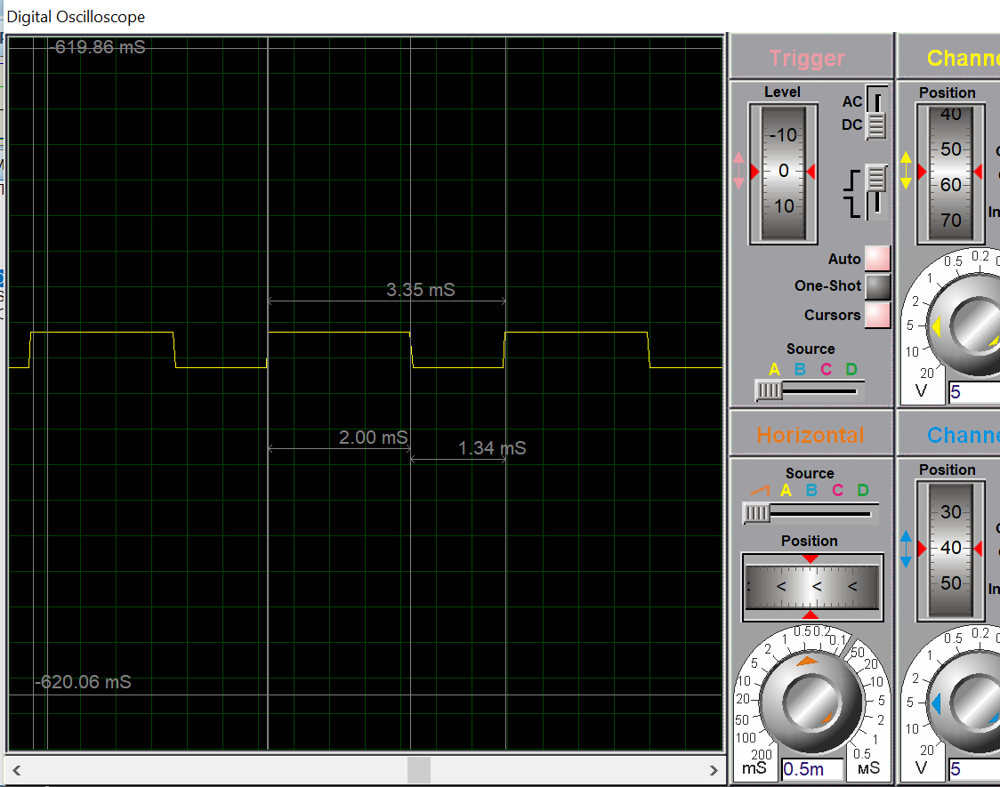 Digital Oscilloscope
-619.86 mS
3.35 mS
2.00 mS
1.34 mS
-620.06 mS
Trigger
Level
-10
0
10
AC
DC
Auto
One-Shot
Cursors
Source
A B C D
Horizontal
Source
A B C D
Position
< < <
200 100 50 20 10 5 2 1 0.5 0.2 0.1 50 20 10 5 2 1 0.5
mS
0.5m
µS
Channe
Position
40
50
60
70
In
20 10 5 2 1 0.5 0.2
V
5
Channe
Position
30
40
50
In
20 10 5 2 1 0.5 0.2
V
5